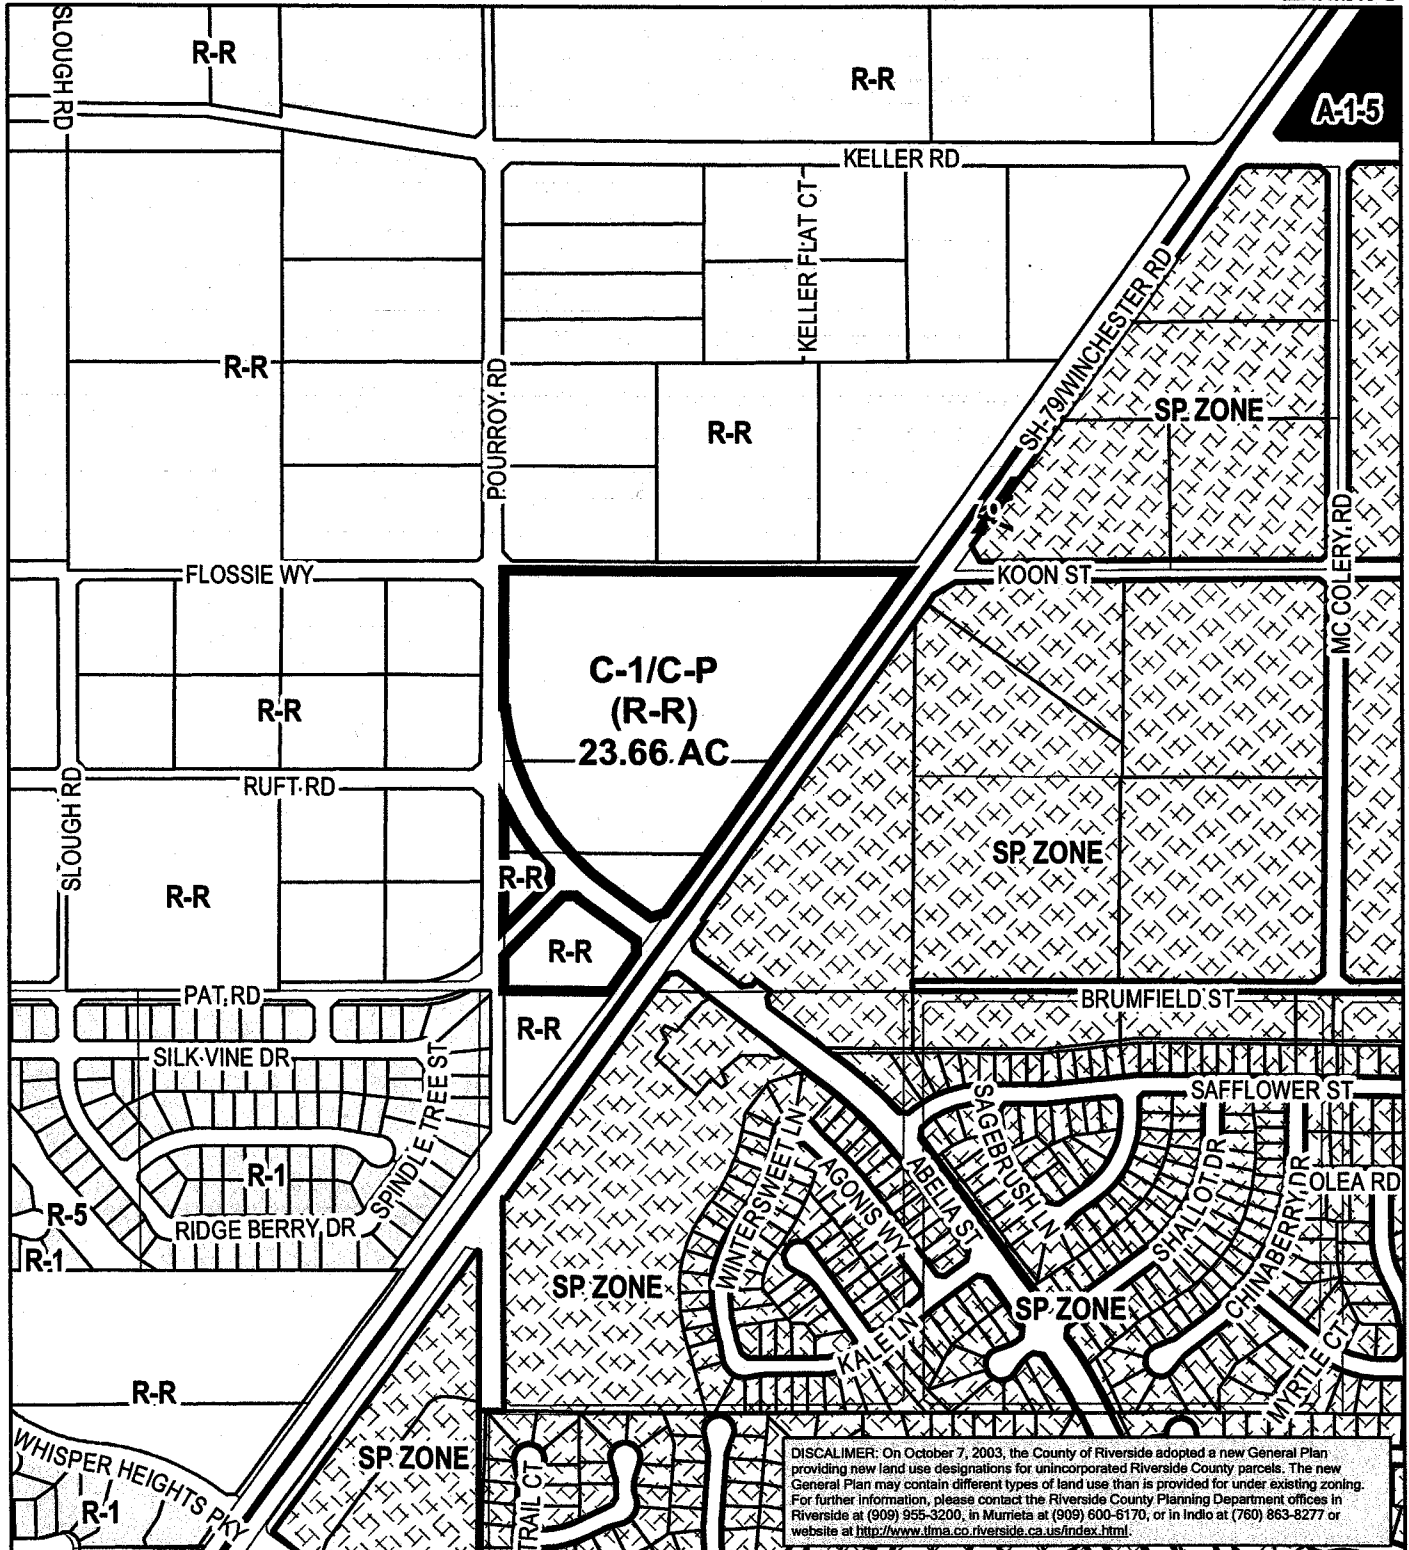 SLOUGH RD
R-R
R-R
A-1-5
KELLER RD
KELLER FLAT CT
SH-79/WINCHESTER RD
R-R
POURROY RD
R-R
SP ZONE
MC COLERY RD
FLOSSIE WY
KOON ST
C-1/C-P
(R-R)
23.66 AC
R-R
RUFT RD
SLOUGH RD
SP ZONE
R-R
R-R
R-R
PAT RD
BRUMFIELD ST
R-R
SILK VINE DR
SPINDLE TREE ST
SAFFLOWER ST
SAGEBRUSH LN
WINTERSWEET LN
AGONIS WY
ABELIA ST
SHALLOT DR
CHINABERRY DR
OLEA RD
R-1
R-5
RIDGE BERRY DR
R-1
SP ZONE
SP ZONE
KALE LN
MYRTLE CT
R-R
WHISPER HEIGHTS PKY
SP ZONE
R-1
TRAIL CT
DISCALIMER: On October 7, 2003, the County of Riverside adopted a new General Plan
providing new land use designations for unincorporated Riverside County parcels. The new
General Plan may contain different types of land use than is provided for under existing zoning.
For further information, please contact the Riverside County Planning Department offices in
Riverside at (909) 955-3200, in Murrieta at (909) 600-6170, or in Indio at (760) 863-8277 or
website at http://www.tlma.co.riverside.ca.us/index.html.